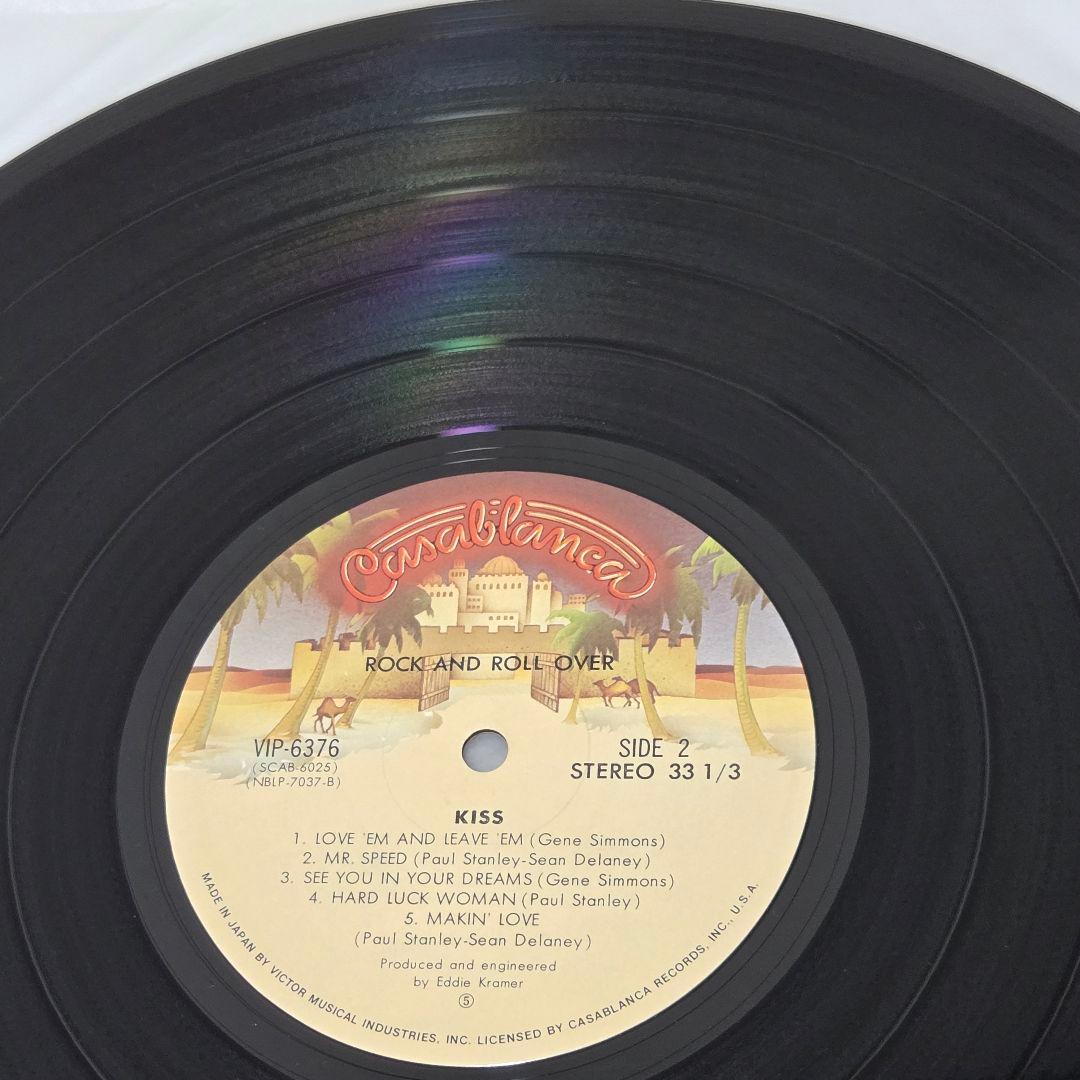 Casablanca
ROCK AND ROLL OVER
VIP-6376
(SCAB-6025)
(NBLP-7037-B)
SIDE 2
STEREO 33 1/3
KISS
1. LOVE 'EM AND LEAVE 'EM (Gene Simmons)
2. MR. SPEED (Paul Stanley-Sean Delaney)
3. SEE YOU IN YOUR DREAMS (Gene Simmons)
4. HARD LUCK WOMAN (Paul Stanley)
5. MAKIN' LOVE
(Paul Stanley-Sean Delaney)
Produced and engineered
by Eddie Kramer
⑤
MADE IN JAPAN BY VICTOR MUSICAL INDUSTRIES, INC. LICENSED BY CASABLANCA RECORDS, INC., U.S.A.